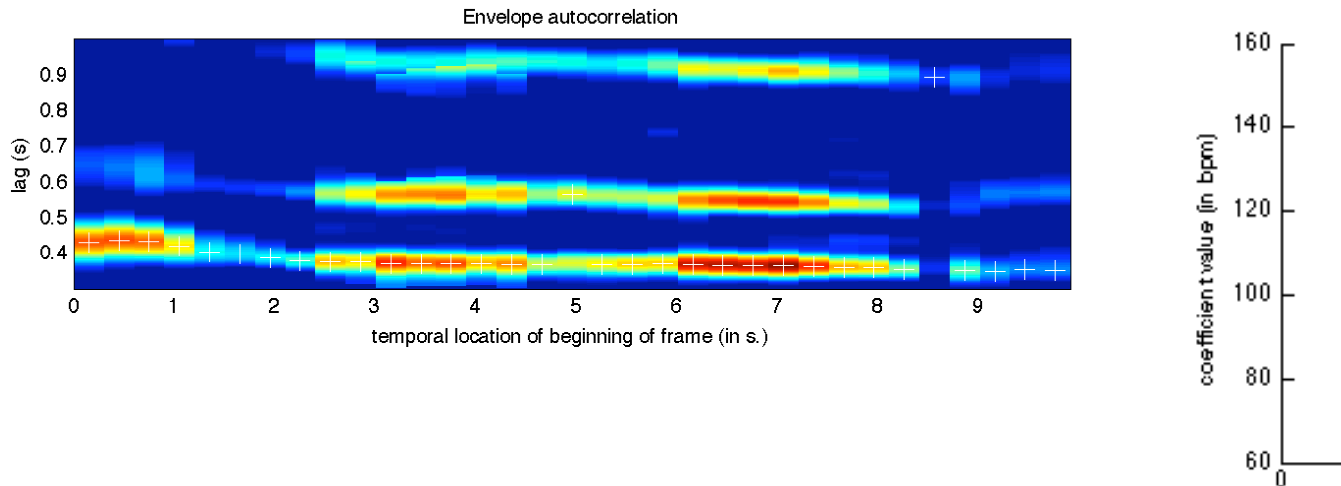 Envelope autocorrelation
lag (s)
0.9
0.8
0.7
0.6
0.5
0.4
0 1 2 3 4 5 6 7 8 9
temporal location of beginning of frame (in s.)
coefficient value (in bpm)
160
140
120
100
80
60
0